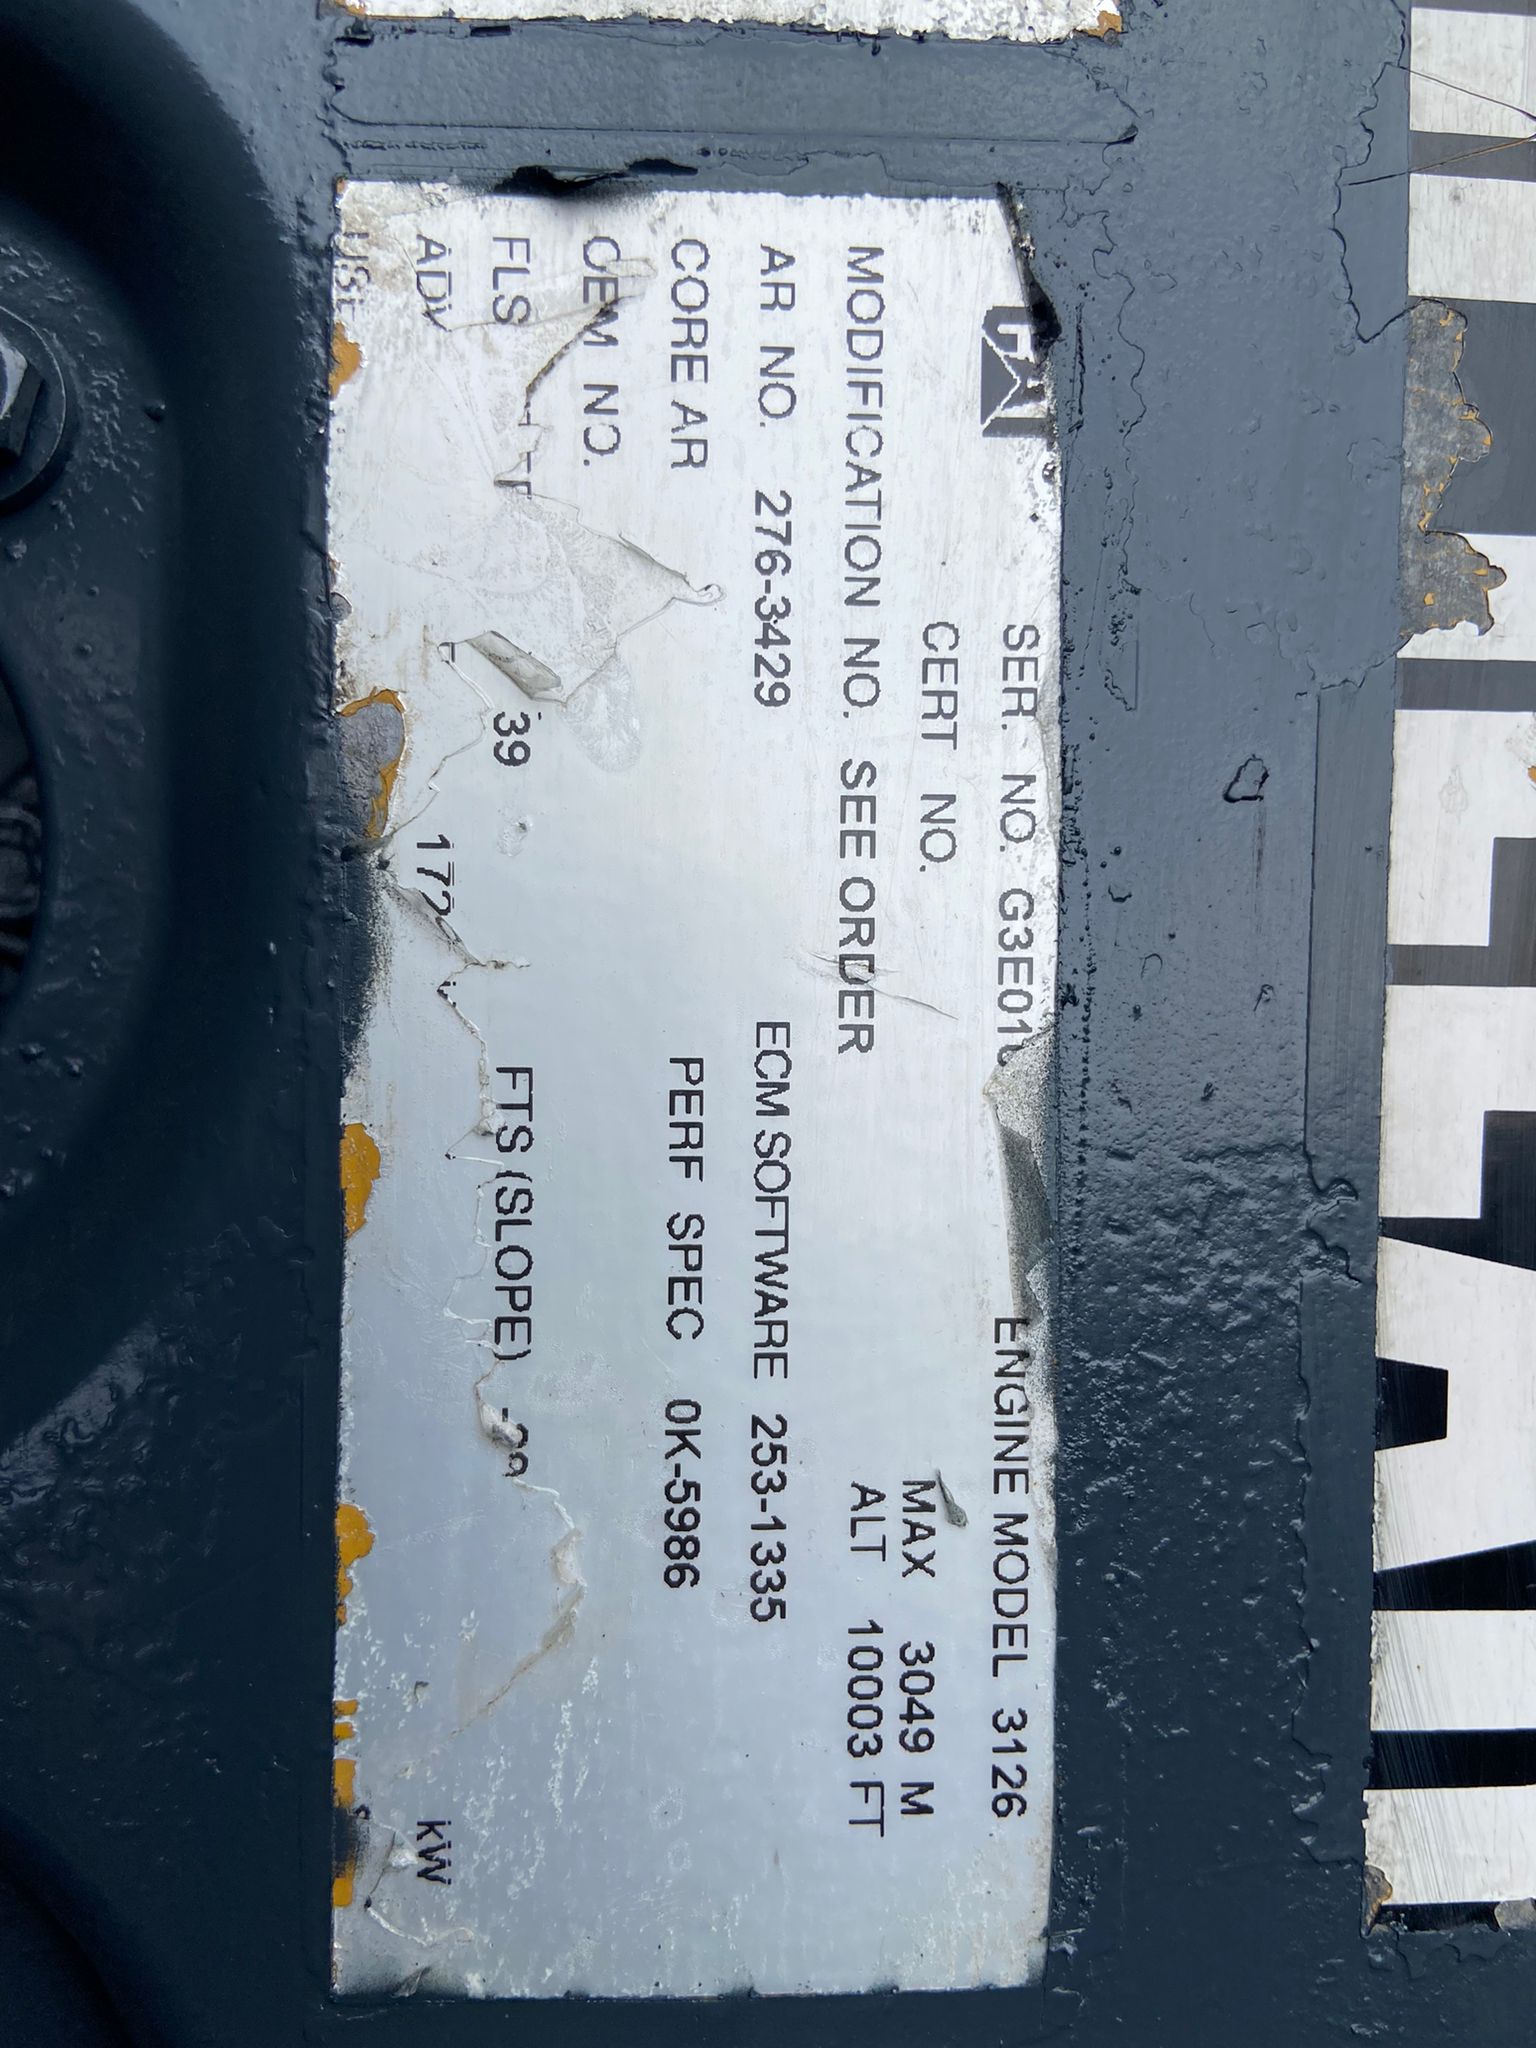 CAT SER. NO. G3E01 ENGINE MODEL 3126
CERT NO. MAX 3049 M
MODIFICATION NO. SEE ORDER ALT 10003 FT
AR NO. 276-3429 ECM SOFTWARE 253-1335
CORE AR PERF SPEC 0K-5986
OEM NO.
FLS 39 FTS (SLOPE)
ADV 172 kW